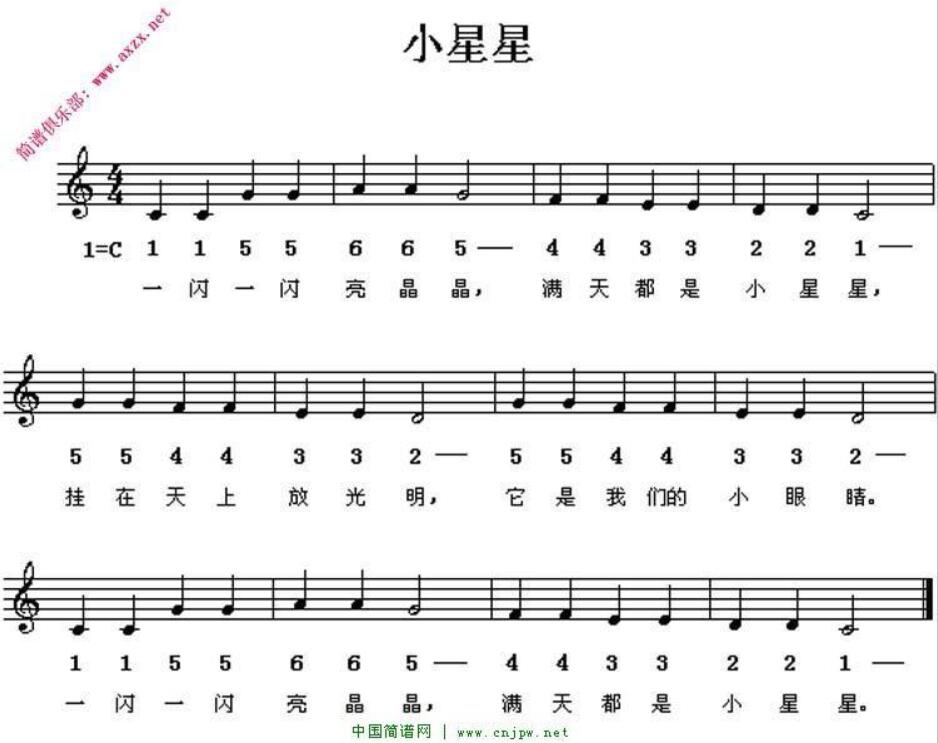 小星星
简谱俱乐部：www.axzx.net
1=C 1 1 5 5 6 6 5 — 4 4 3 3 2 2 1 —
一 闪 一 闪 亮 晶 晶， 满 天 都 是 小 星 星，
5 5 4 4 3 3 2 — 5 5 4 4 3 3 2 —
挂 在 天 上 放 光 明， 它 是 我 们的 小 眼 睛。
1 1 5 5 6 6 5 — 4 4 3 3 2 2 1 —
一 闪 一 闪 亮 晶 晶， 满 天 都 是 小 星 星。
中国简谱网 | www.cnjpw.net